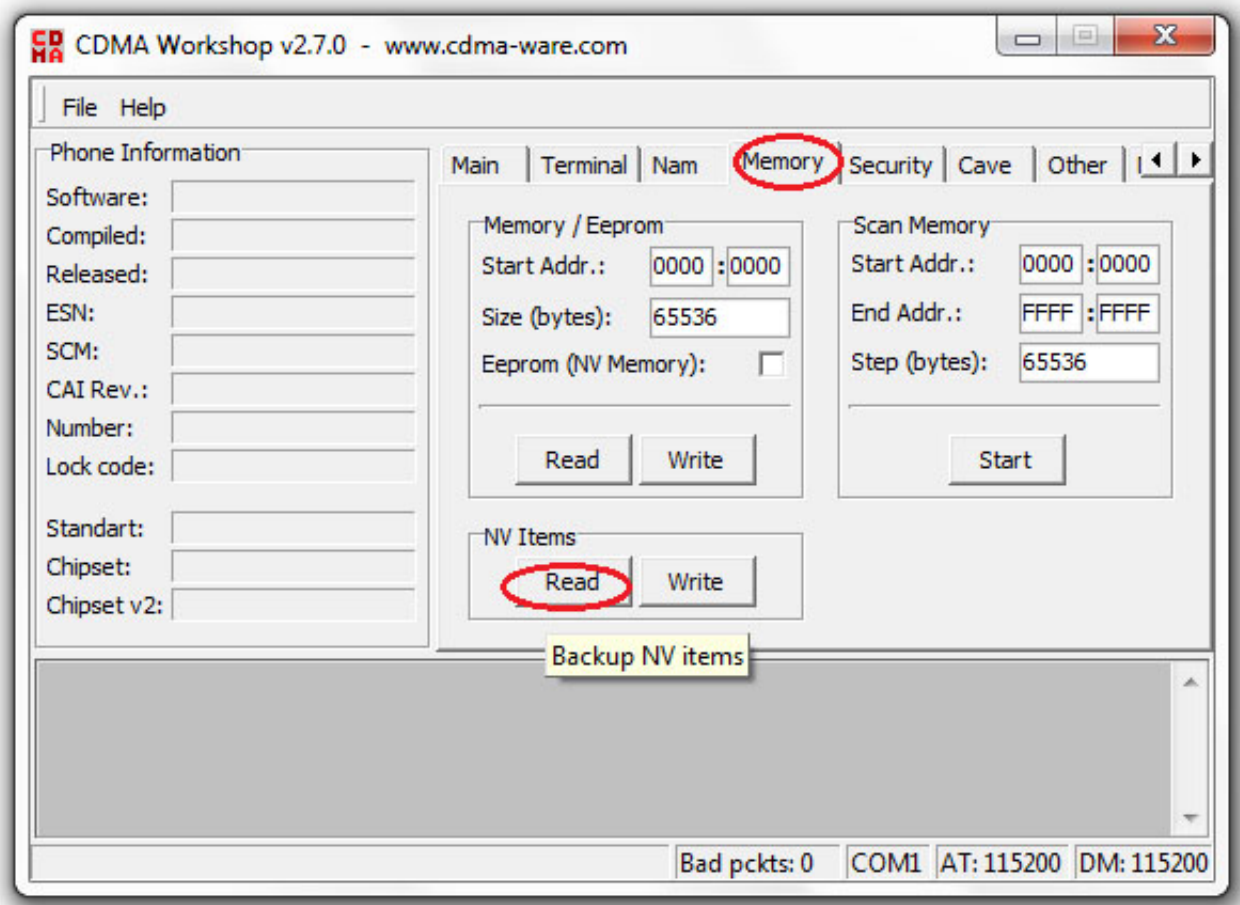 CDMA
CDMA Workshop v2.7.0 - www.cdma-ware.com
File Help
Phone Information
Software:
Compiled:
Released:
ESN:
SCM:
CAI Rev.:
Number:
Lock code:
Standart:
Chipset:
Chipset v2:
Main Terminal Nam Memory Security Cave Other
Memory / Eeprom
Start Addr.: 0000 : 0000
Size (bytes): 65536
Eeprom (NV Memory):
Read Write
Scan Memory
Start Addr.: 0000 : 0000
End Addr.: FFFF : FFFF
Step (bytes): 65536
Start
NV Items
Read Write
Backup NV items
Bad pckts: 0 COM1 AT: 115200 DM: 115200